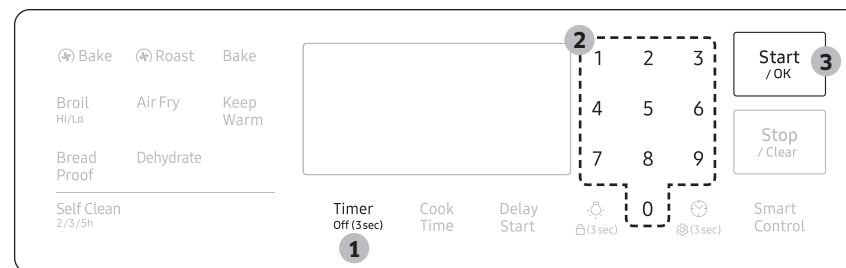 Bake
Roast
Bake
Broil
Hi/Lo
Air Fry
Keep
Warm
Bread
Proof
Dehydrate
Self Clean
2/3/5h
Timer
Off (3 sec)
1
Cook
Time
Delay
Start
2
1 2 3
4 5 6
7 8 9
(3 sec)
0
(3 sec)
Start
/ OK
3
Stop
/ Clear
Smart
Control